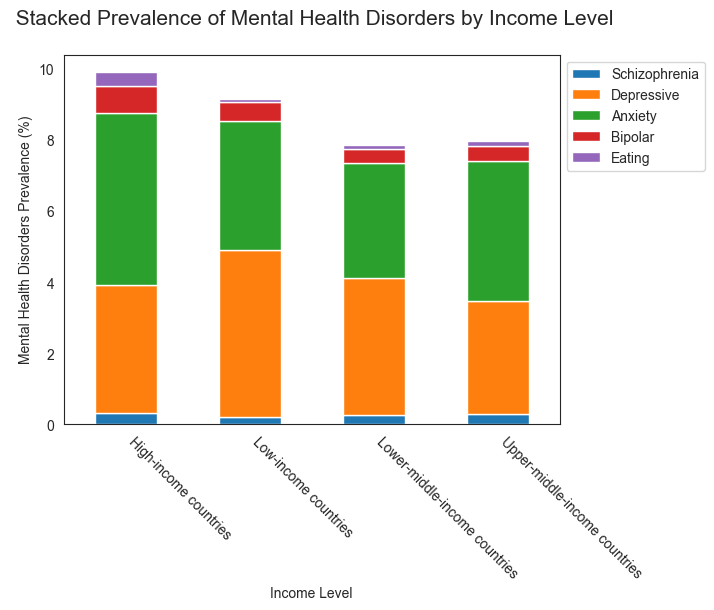 Stacked Prevalence of Mental Health Disorders by Income Level
Mental Health Disorders Prevalence (%)
10
8
6
4
2
0
Schizophrenia
Depressive
Anxiety
Bipolar
Eating
High-income countries
Low-income countries
Lower-middle-income countries
Upper-middle-income countries
Income Level